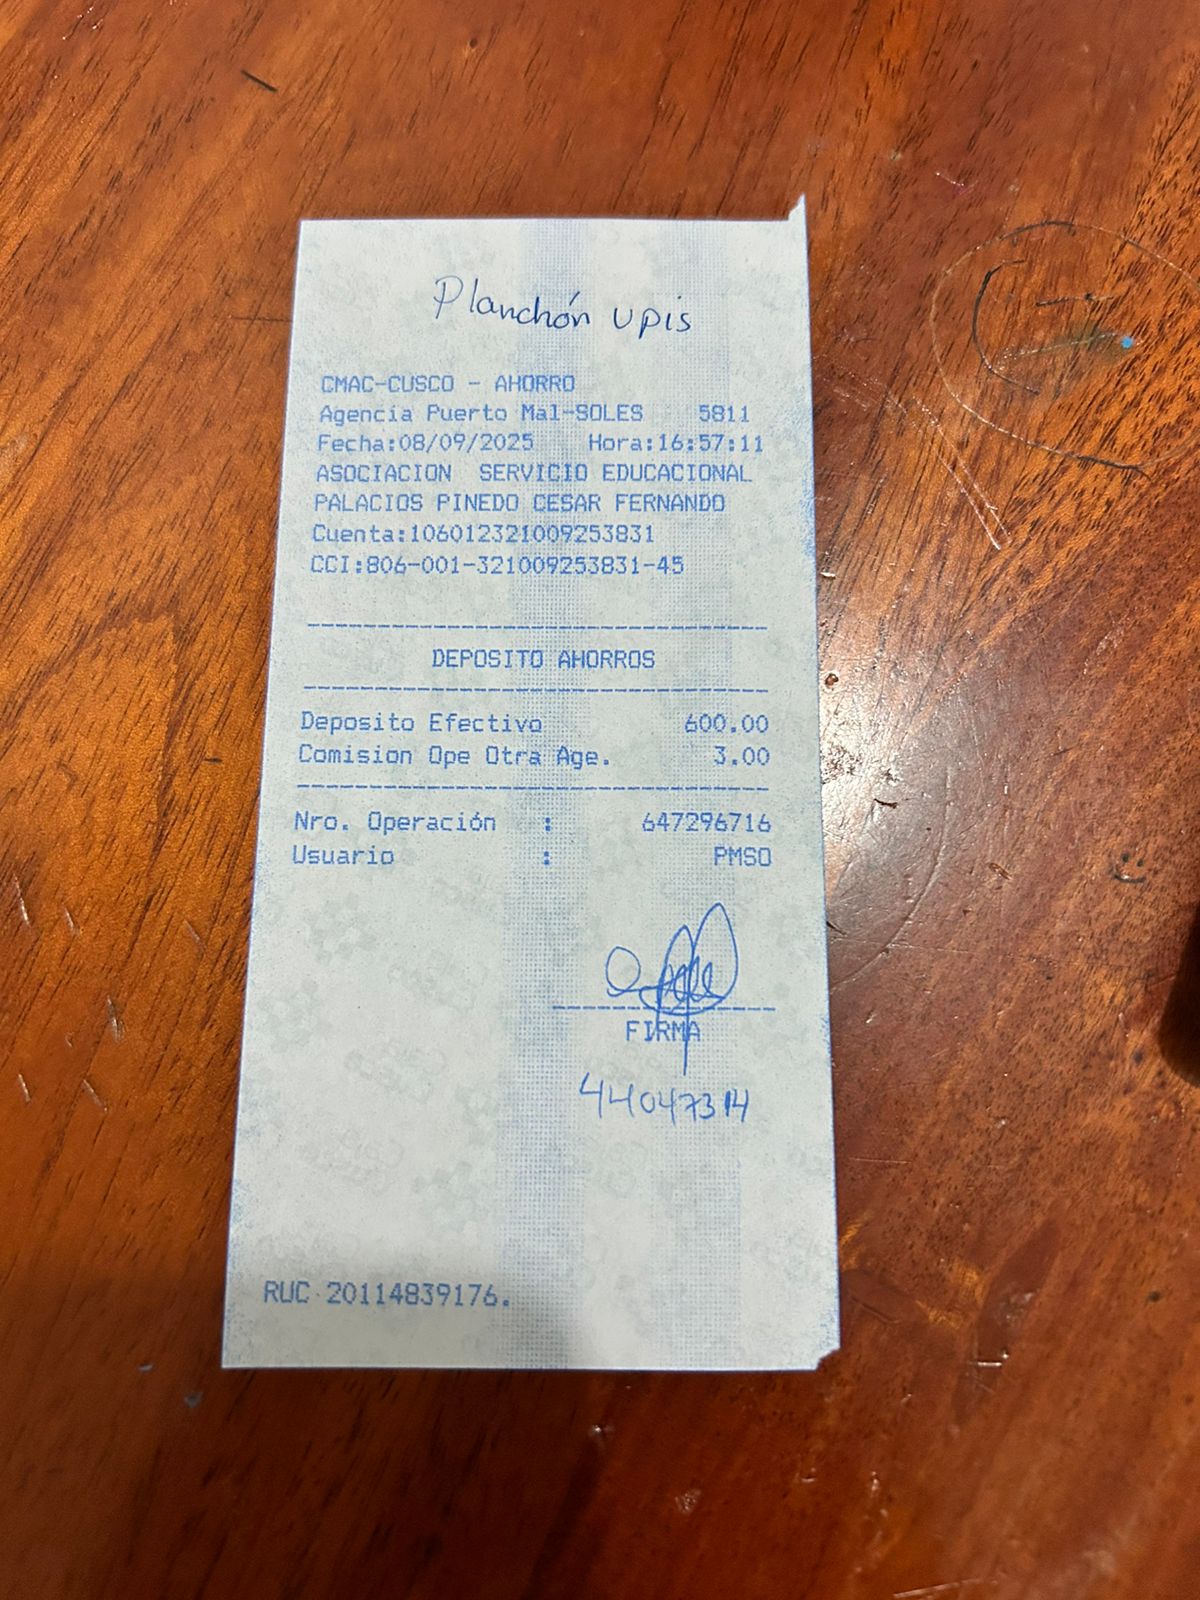 Planchón UPIS
CMAC-CUSCO - AHORRO
Agencia Puerto Mal-SOLES 5811
Fecha:08/09/2025 Hora:16:57:11
ASOCIACION SERVICIO EDUCACIONAL
PALACIOS PINEDO CESAR FERNANDO
Cuenta:106012321009253831
CCI:806-001-321009253831-45
DEPOSITO AHORROS
Deposito Efectivo 600.00
Comision Ope Otra Age. 3.00
Nro. Operación : 647296716
Usuario : PMSO
FIRMA
44047314
RUC 20114839176.